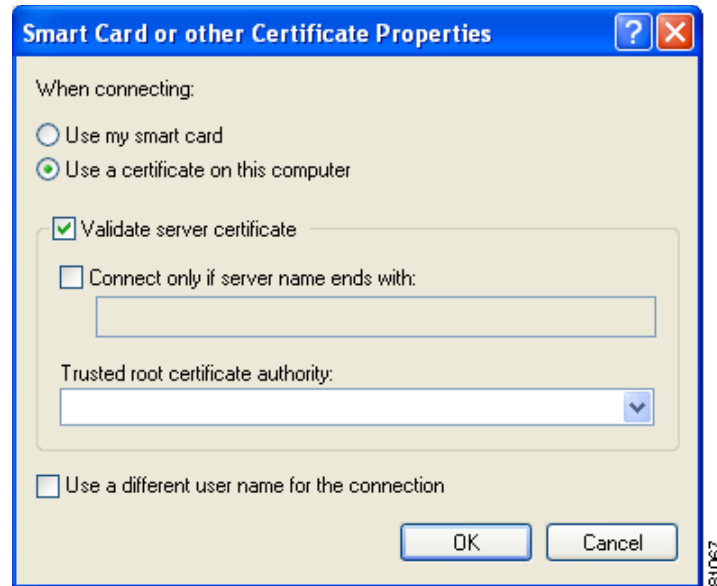 Smart Card or other Certificate Properties
When connecting:
Use my smart card
Use a certificate on this computer
Validate server certificate
Connect only if server name ends with:
Trusted root certificate authority:
Use a different user name for the connection
OK Cancel